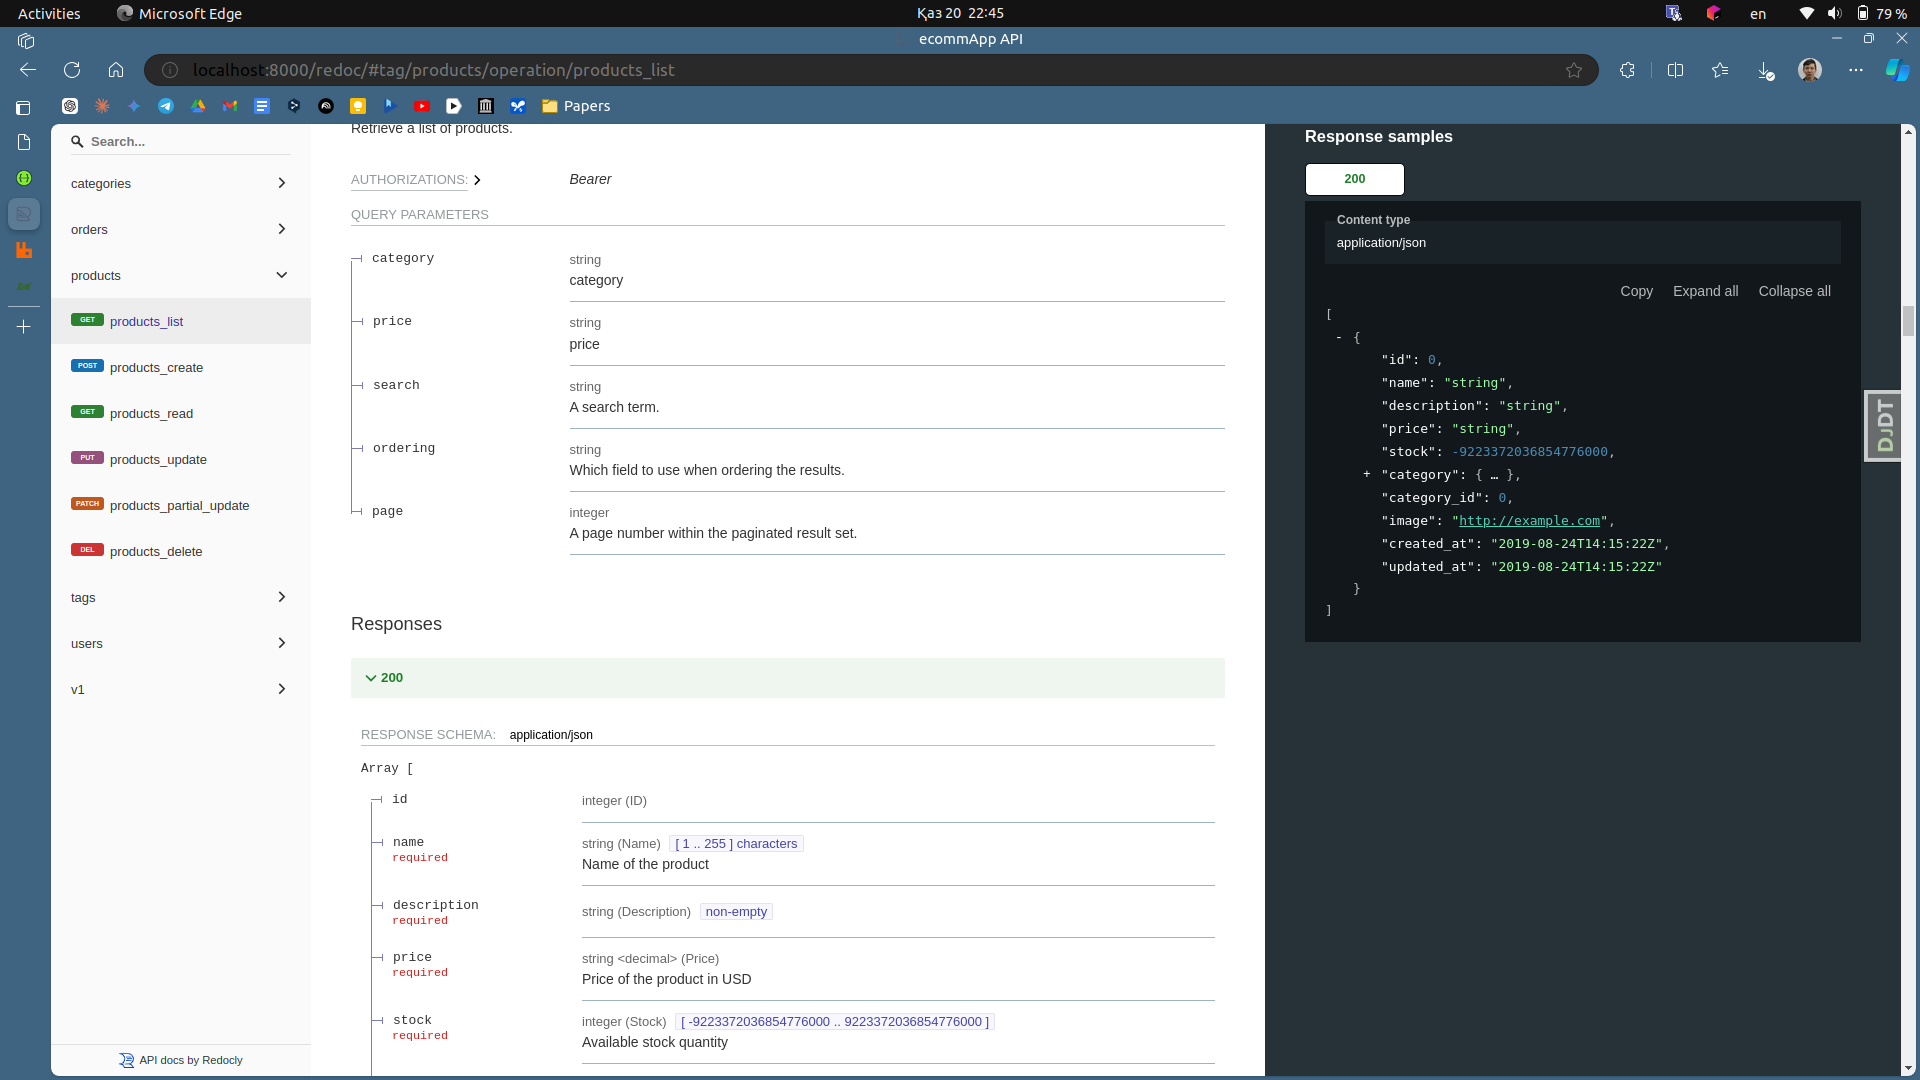 Activities
Microsoft Edge
Қаз 20 22:45
en
79 %
ecommApp API
localhost:8000/redoc/#tag/products/operation/products_list
Papers
Search...
categories
orders
products
GET products_list
POST products_create
GET products_read
PUT products_update
PATCH products_partial_update
DEL products_delete
tags
users
v1
API docs by Redocly
Retrieve a list of products.
AUTHORIZATIONS: Bearer
QUERY PARAMETERS
category string
category
price string
price
search string
A search term.
ordering string
Which field to use when ordering the results.
page integer
A page number within the paginated result set.
Responses
200
RESPONSE SCHEMA: application/json
Array [
id integer (ID)
name string (Name) [ 1 .. 255 ] characters
required Name of the product
description string (Description) non-empty
required
price string <decimal> (Price)
required Price of the product in USD
stock integer (Stock) [ -9223372036854776000 .. 9223372036854776000 ]
required Available stock quantity
Response samples
200
Content type
application/json
Copy Expand all Collapse all
[
- {
"id": 0,
"name": "string",
"description": "string",
"price": "string",
"stock": -9223372036854776000,
+ "category": { … },
"category_id": 0,
"image": "http://example.com",
"created_at": "2019-08-24T14:15:22Z",
"updated_at": "2019-08-24T14:15:22Z"
}
]
DJDT